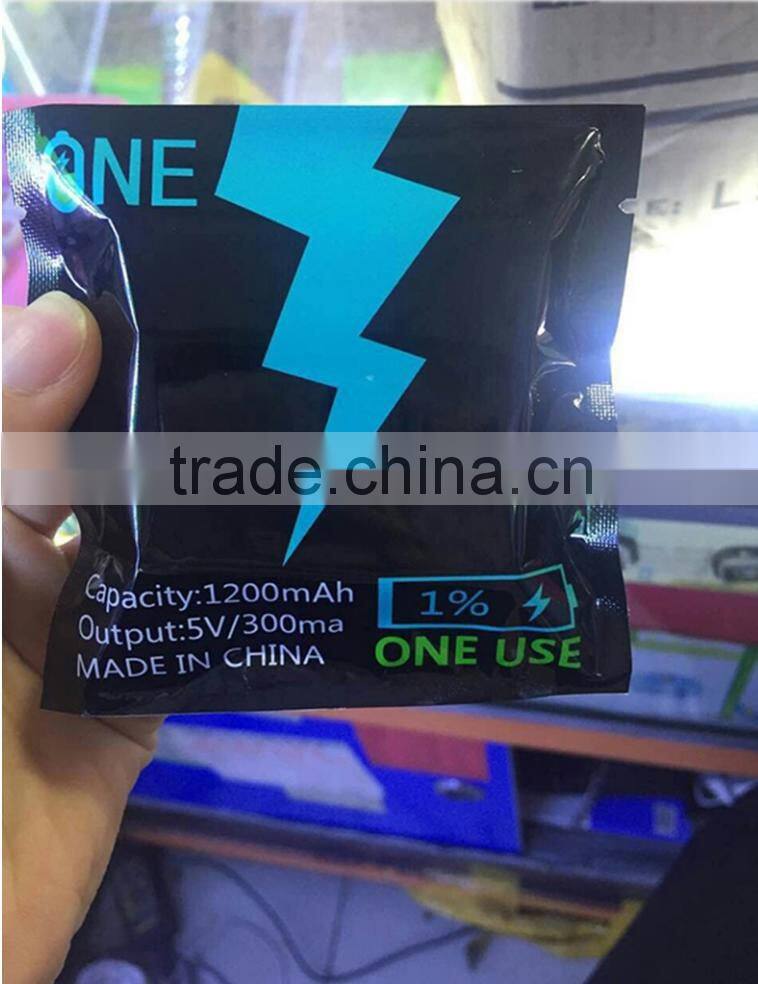 ONE
trade.china.cn
Capacity:1200mAh
Output:5V/300ma
MADE IN CHINA
1%
ONE USE